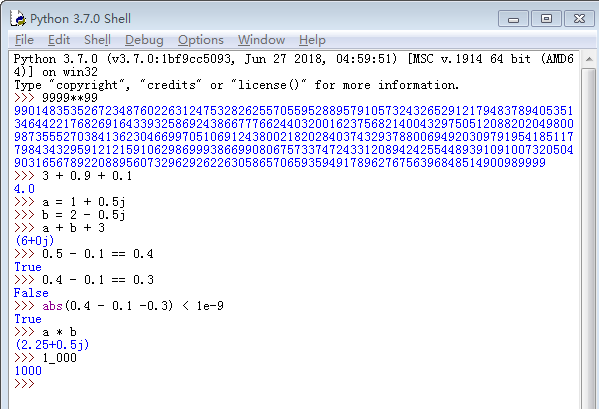 Python 3.7.0 Shell
File Edit Shell Debug Options Window Help
Python 3.7.0 (v3.7.0:1bf9cc5093, Jun 27 2018, 04:59:51) [MSC v.1914 64 bit (AMD6
4)] on win32
Type "copyright", "credits" or "license()" for more information.
>>> 9999**99
99014835352672348760226312475328262557055952889579105732432652912179483789405351
34644221768269164339325869243866777662440320016237568214004329750512088202049800
98735552703841362304669970510691243800218202840374329378800694920309791954185117
79843432959121215910629869993866990806757337472433120894242554489391091007320504
90316567892208895607329629262263058657065935949178962767563968485149009899​99
>>> 3 + 0.9 + 0.1
4.0
>>> a = 1 + 0.5j
>>> b = 2 - 0.5j
>>> a + b + 3
(6+0j)
>>> 0.5 - 0.1 == 0.4
True
>>> 0.4 - 0.1 == 0.3
False
>>> abs(0.4 - 0.1 -0.3) < 1e-9
True
>>> a * b
(2.25+0.5j)
>>> 1_000
1000
>>>